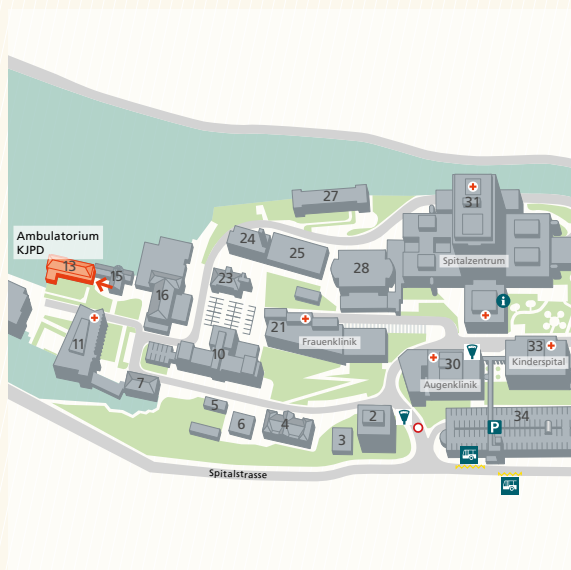 27
31
Ambulatorium
KJPD
24
25
Spitalzentrum
13
15
28
23
16
i
21
Frauenklinik
11
10
33
Kinderspital
30
Augenklinik
7
5
6
4
2
34
P
3
Spitalstrasse